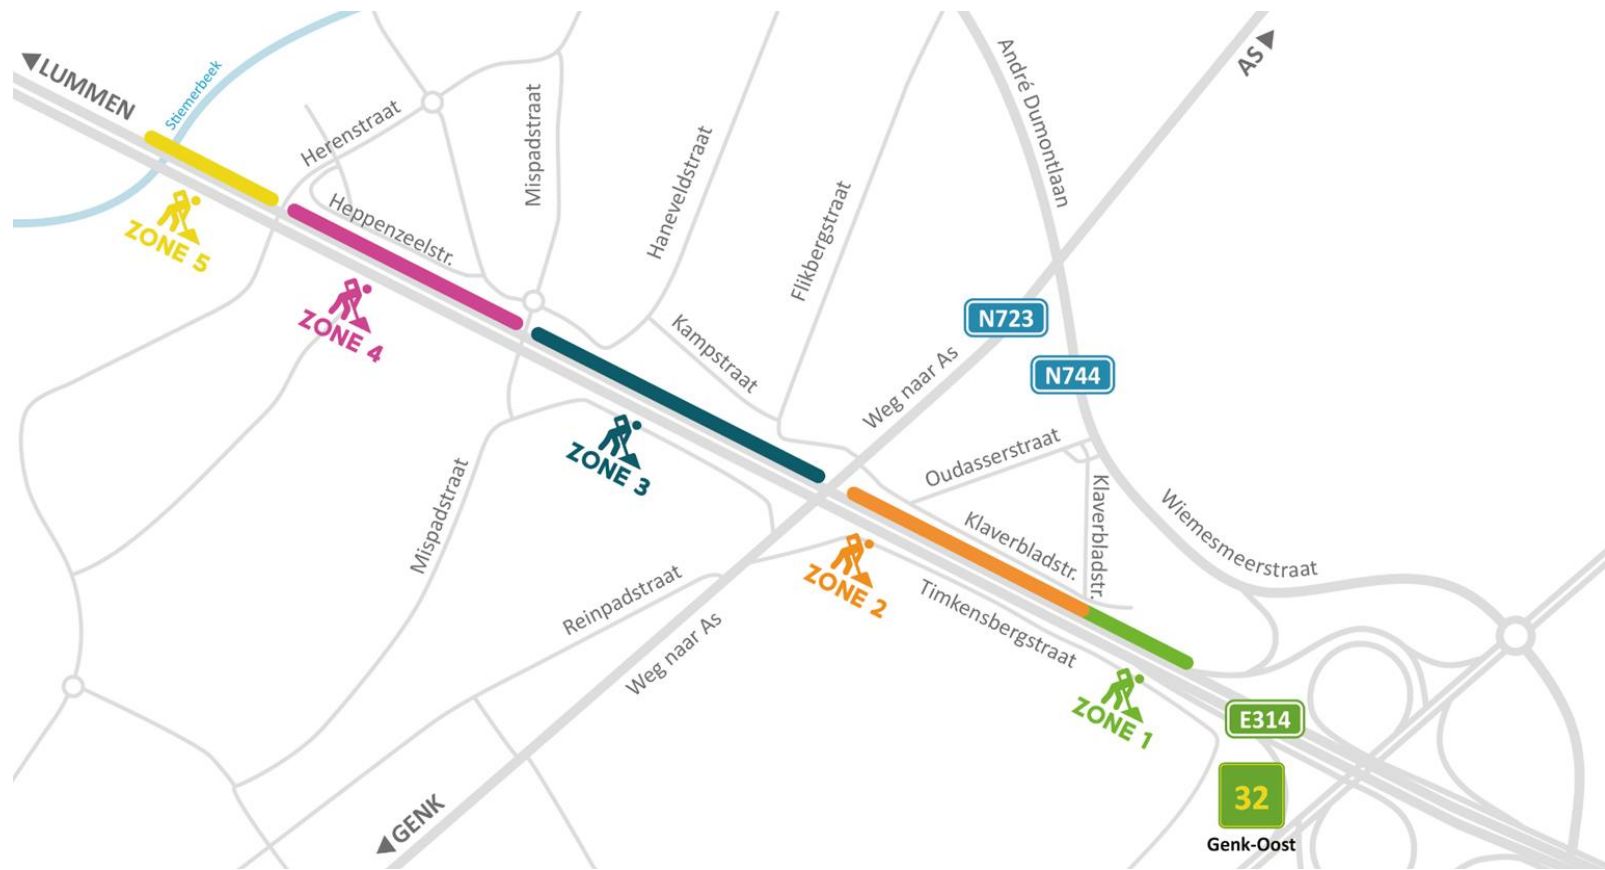 LUMMEN
Stiemerbeek
Herenstraat
Mispadstraat
Haneveldstraat
Flikbergstraat
André Dumontlaan
AS
Heppenzeelstr.
ZONE 5
ZONE 4
Kampstraat
N723
N744
Weg naar As
Oudasserstraat
ZONE 3
Mispadstraat
Klaverbladstr.
Klaverbladstr.
Wiemesmeerstraat
ZONE 2
Timkensbergstraat
Reinpadstraat
Weg naar As
ZONE 1
E314
32
Genk-Oost
GENK